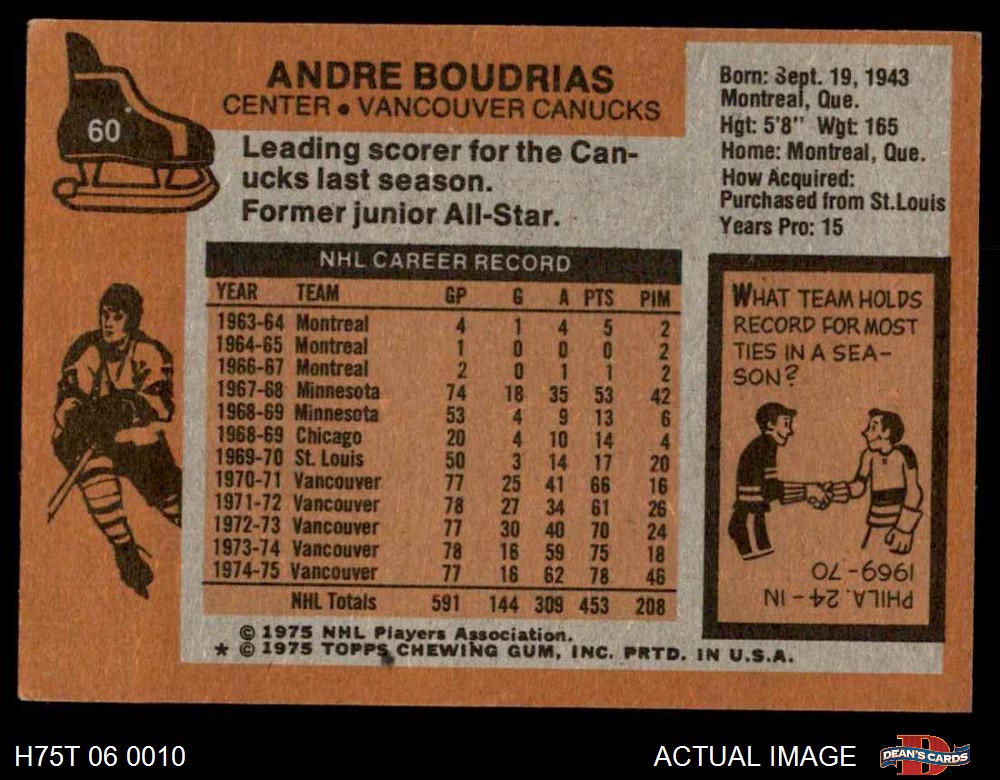 60
ANDRE BOUDRIAS
CENTER • VANCOUVER CANUCKS
Leading scorer for the Can-
ucks last season.
Former junior All-Star.
Born: Sept. 19, 1943
Montreal, Que.
Hgt: 5'8" Wgt: 165
Home: Montreal, Que.
How Acquired:
Purchased from St.Louis
Years Pro: 15
NHL CAREER RECORD
YEAR TEAM GP G A PTS PIM
1963-64 Montreal 4 1 4 5 2
1964-65 Montreal 1 0 0 0 2
1966-67 Montreal 2 0 1 1 2
1967-68 Minnesota 74 18 35 53 42
1968-69 Minnesota 53 4 9 13 6
1968-69 Chicago 20 4 10 14 4
1969-70 St. Louis 50 3 14 17 20
1970-71 Vancouver 77 25 41 66 16
1971-72 Vancouver 78 27 34 61 26
1972-73 Vancouver 77 30 40 70 24
1973-74 Vancouver 78 16 59 75 18
1974-75 Vancouver 77 16 62 78 46
NHL Totals 591 144 309 453 208
WHAT TEAM HOLDS
RECORD FOR MOST
TIES IN A SEA-
SON?
PHILA. 24-IN
1969-70
© 1975 NHL Players Association.
* © 1975 TOPPS CHEWING GUM, INC. PRTD. IN U.S.A.
H75T 06 0010
ACTUAL IMAGE
DEAN'S CARDS